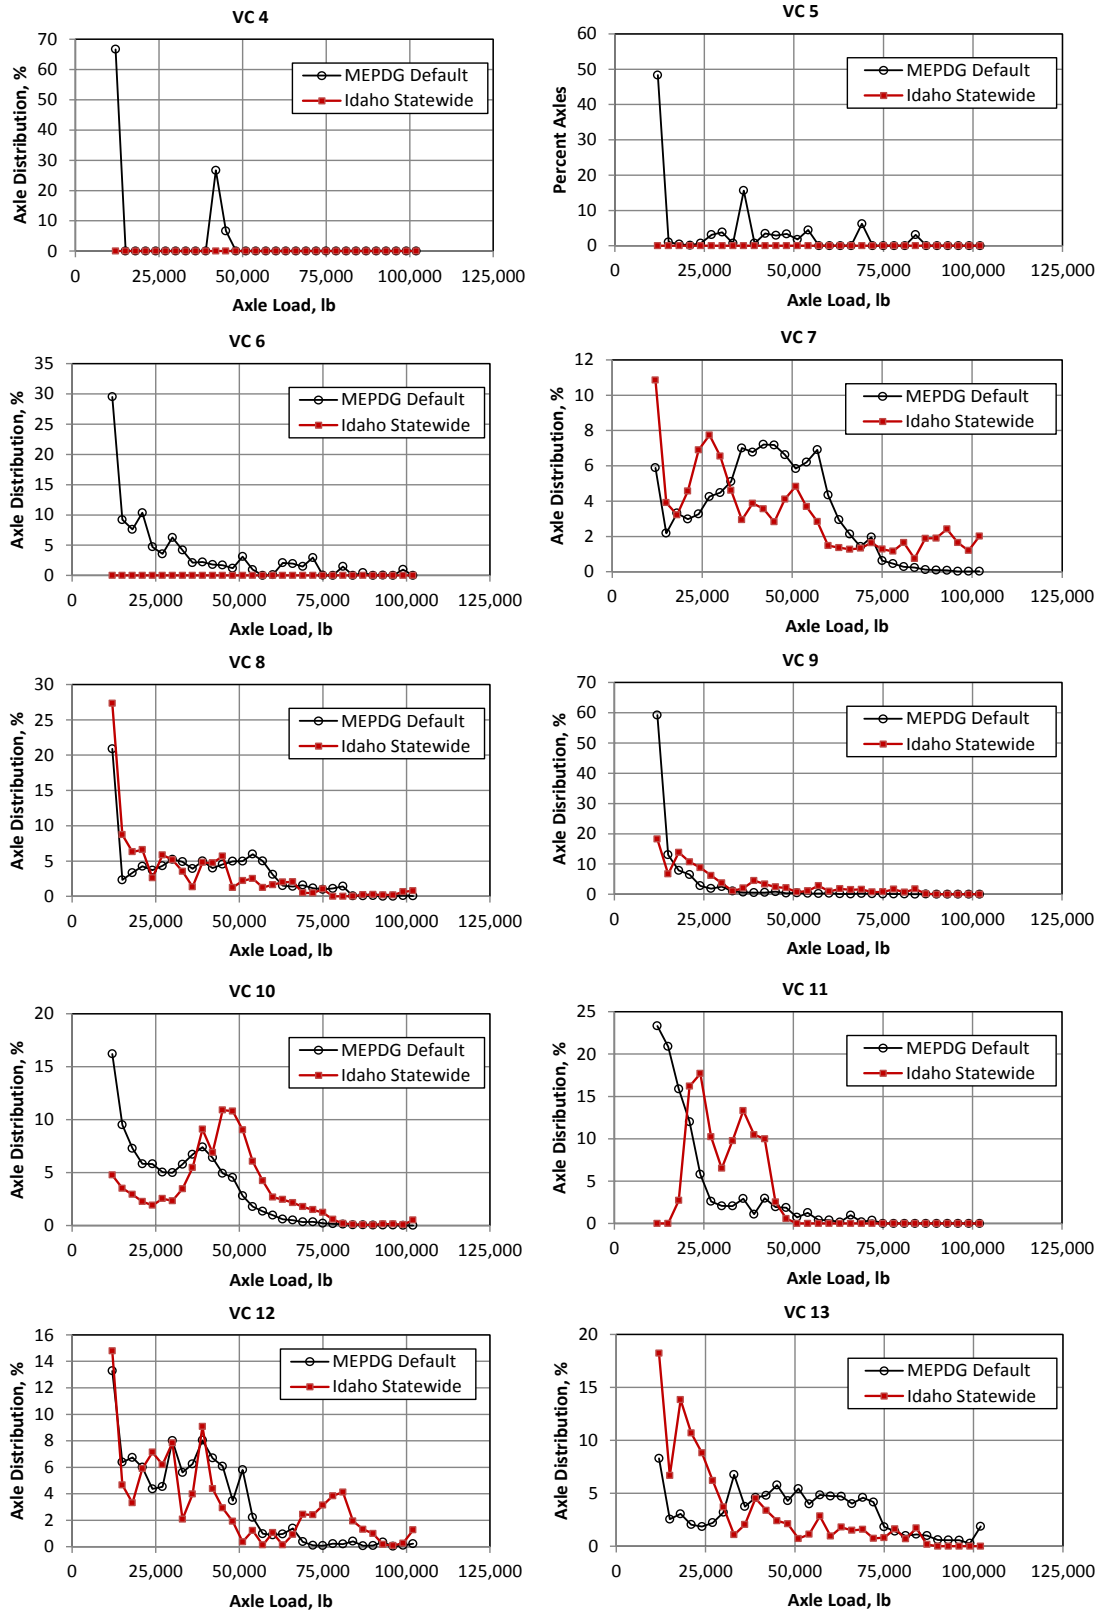 VC 4
70
60
50
40
30
20
10
0
Axle Distribution, %
MEPDG Default
Idaho Statewide
0 25,000 50,000 75,000 100,000 125,000
Axle Load, lb
VC 5
60
50
40
30
20
10
0
Percent Axles
MEPDG Default
Idaho Statewide
0 25,000 50,000 75,000 100,000 125,000
Axle Load, lb
VC 6
35
30
25
20
15
10
5
0
Axle Distribution, %
MEPDG Default
Idaho Statewide
0 25,000 50,000 75,000 100,000 125,000
Axle Load, lb
VC 7
12
10
8
6
4
2
0
Axle Distribution, %
MEPDG Default
Idaho Statewide
0 25,000 50,000 75,000 100,000 125,000
Axle Load, lb
VC 8
30
25
20
15
10
5
0
Axle Distribution, %
MEPDG Default
Idaho Statewide
0 25,000 50,000 75,000 100,000 125,000
Axle Load, lb
VC 9
70
60
50
40
30
20
10
0
Axle Disribution, %
MEPDG Default
Idaho Statewide
0 25,000 50,000 75,000 100,000 125,000
Axle Load, lb
VC 10
20
15
10
5
0
Axle Distribution, %
MEPDG Default
Idaho Statewide
0 25,000 50,000 75,000 100,000 125,000
Axle Load, lb
VC 11
25
20
15
10
5
0
Axle Disribution, %
MEPDG Default
Idaho Statewide
0 25,000 50,000 75,000 100,000 125,000
Axle Load, lb
VC 12
16
14
12
10
8
6
4
2
0
Axle Distribution, %
MEPDG Default
Idaho Statewide
0 25,000 50,000 75,000 100,000 125,000
Axle Load, lb
VC 13
20
15
10
5
0
Axle Distribution, %
MEPDG Default
Idaho Statewide
0 25,000 50,000 75,000 100,000 125,000
Axle Load, lb